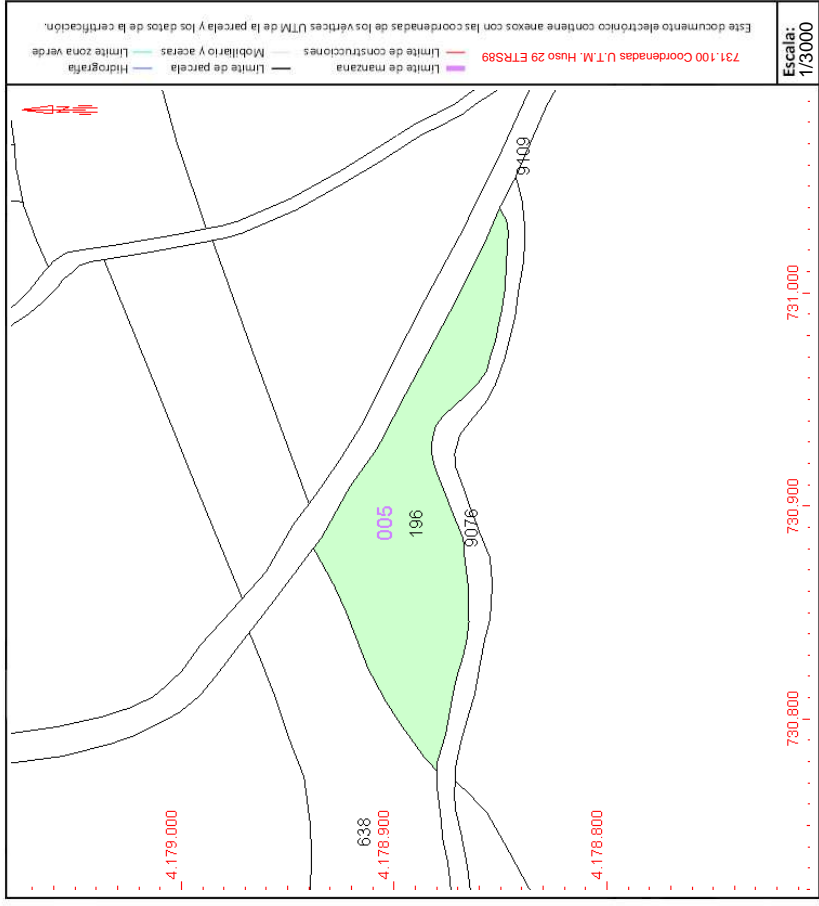 Este documento electrónico contiene anexos con las coordenadas de los vértices UTM de la parcela y los datos de la certificación.
731.100 Coordenadas U.T.M. Huso 29 ETRS89
Límite de manzana
Límite de construcciones
Límite de parcela
Mobiliario y aceras
Hidrografía
Límite zona verde
Escala:
1/3000
9109
731.000
005
196
9076
730.900
730.800
638
4.179.000
4.178.900
4.178.800